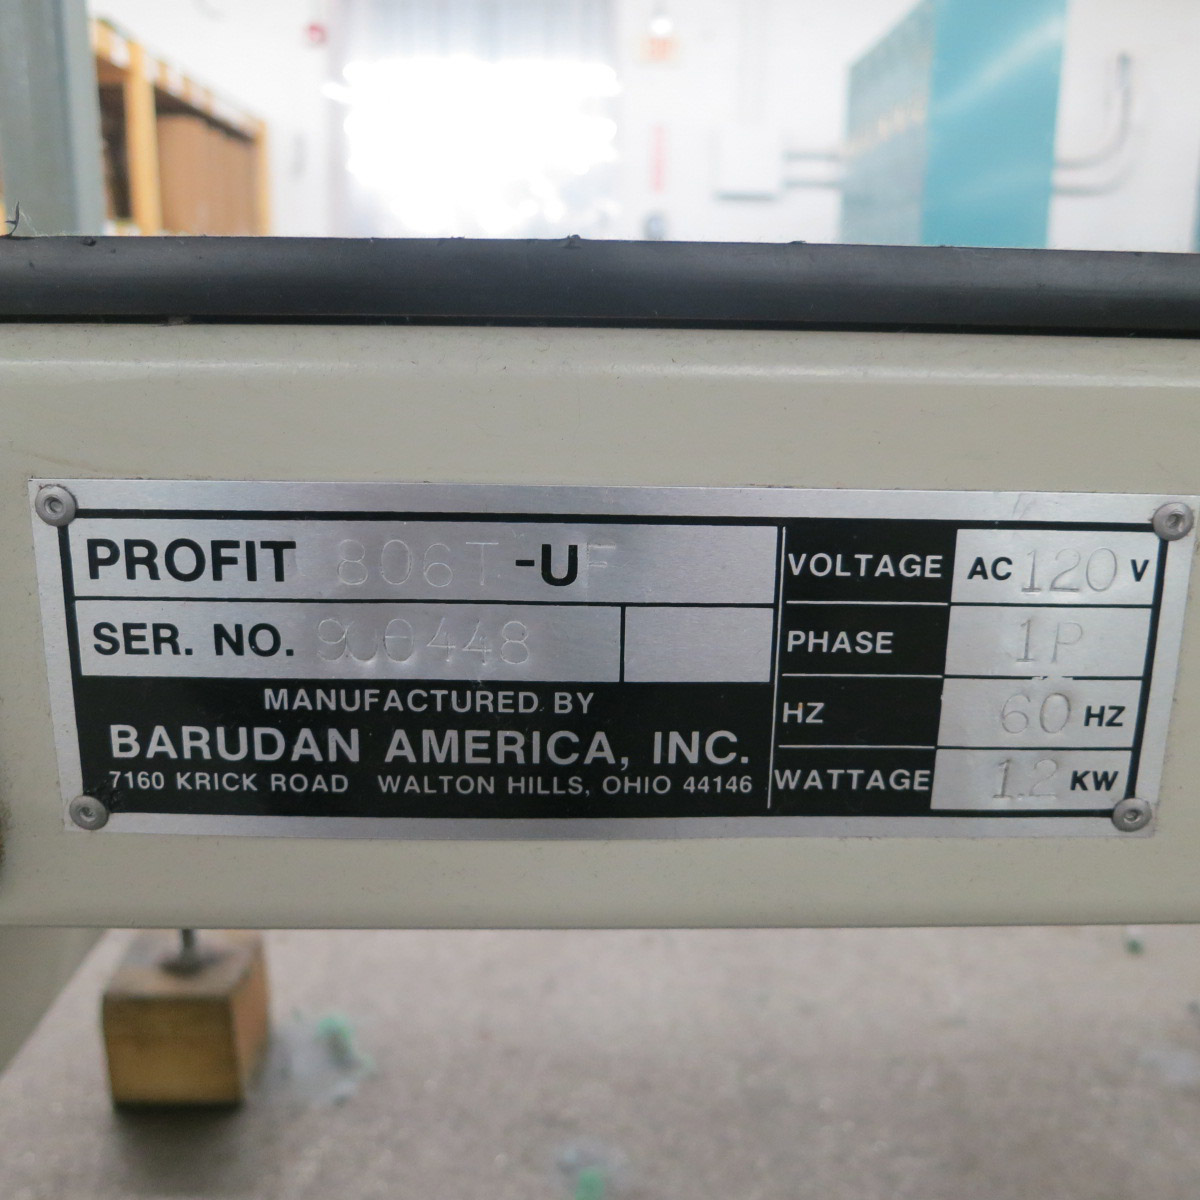 PROFIT 806T-UF
SER. NO. 900448
MANUFACTURED BY
BARUDAN AMERICA, INC.
7160 KRICK ROAD WALTON HILLS, OHIO 44146
VOLTAGE AC 120 V
PHASE 1P
HZ 60 HZ
WATTAGE 1.2 KW